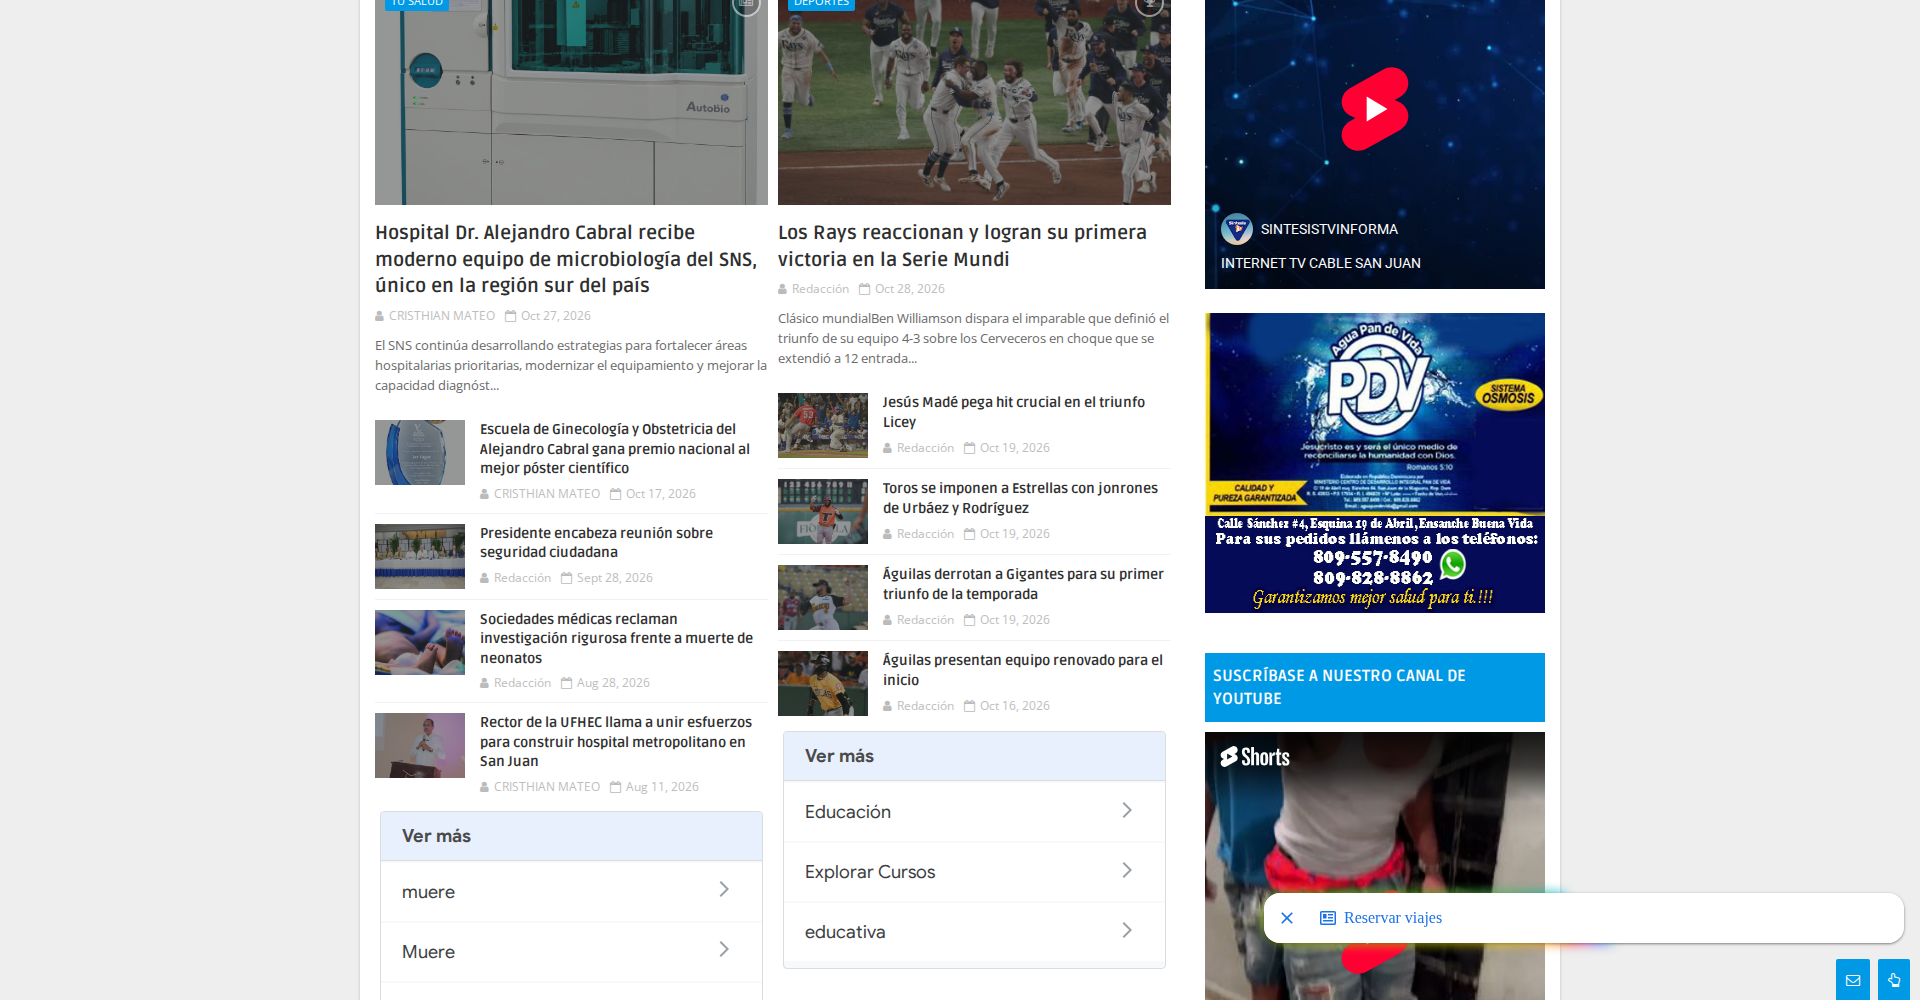 TU SALUD
AutoBio
Hospital Dr. Alejandro Cabral recibe
moderno equipo de microbiología del SNS,
único en la región sur del país
CRISTHIAN MATEO Oct 27, 2026
El SNS continúa desarrollando estrategias para fortalecer áreas
hospitalarias prioritarias, modernizar el equipamiento y mejorar la
capacidad diagnóst...
Escuela de Ginecología y Obstetricia del
Alejandro Cabral gana premio nacional al
mejor póster científico
CRISTHIAN MATEO Oct 17, 2026
Presidente encabeza reunión sobre
seguridad ciudadana
Redacción Sept 28, 2026
Sociedades médicas reclaman
investigación rigurosa frente a muerte de
neonatos
Redacción Aug 28, 2026
Rector de la UFHEC llama a unir esfuerzos
para construir hospital metropolitano en
San Juan
CRISTHIAN MATEO Aug 11, 2026
Ver más
muere
Muere
DEPORTES
Los Rays reaccionan y logran su primera
victoria en la Serie Mundi
Redacción Oct 28, 2026
Clásico mundialBen Williamson dispara el imparable que definió el
triunfo de su equipo 4-3 sobre los Cerveceros en choque que se
extendió a 12 entrada...
Jesús Madé pega hit crucial en el triunfo
Licey
Redacción Oct 19, 2026
Toros se imponen a Estrellas con jonrones
de Urbáez y Rodríguez
Redacción Oct 19, 2026
Águilas derrotan a Gigantes para su primer
triunfo de la temporada
Redacción Oct 19, 2026
Águilas presentan equipo renovado para el
inicio
Redacción Oct 16, 2026
Ver más
Educación
Explorar Cursos
educativa
SINTESISTVINFORMA
INTERNET TV CABLE SAN JUAN
Agua Pan de Vida
PDV
SISTEMA
OSMOSIS
Jesucristo es y será el único medio de
reconciliarse la humanidad con Dios.
Romanos 5:10
CALIDAD Y
PUREZA GARANTIZADA
Calle Sánchez #4, Esquina 19 de Abril, Ensanche Buena Vida
Para sus pedidos llámenos a los teléfonos:
809-557-8490
809-828-8862
Garantizamos mejor salud para ti.!!!
SUSCRÍBASE A NUESTRO CANAL DE
YOUTUBE
Shorts
Reservar viajes